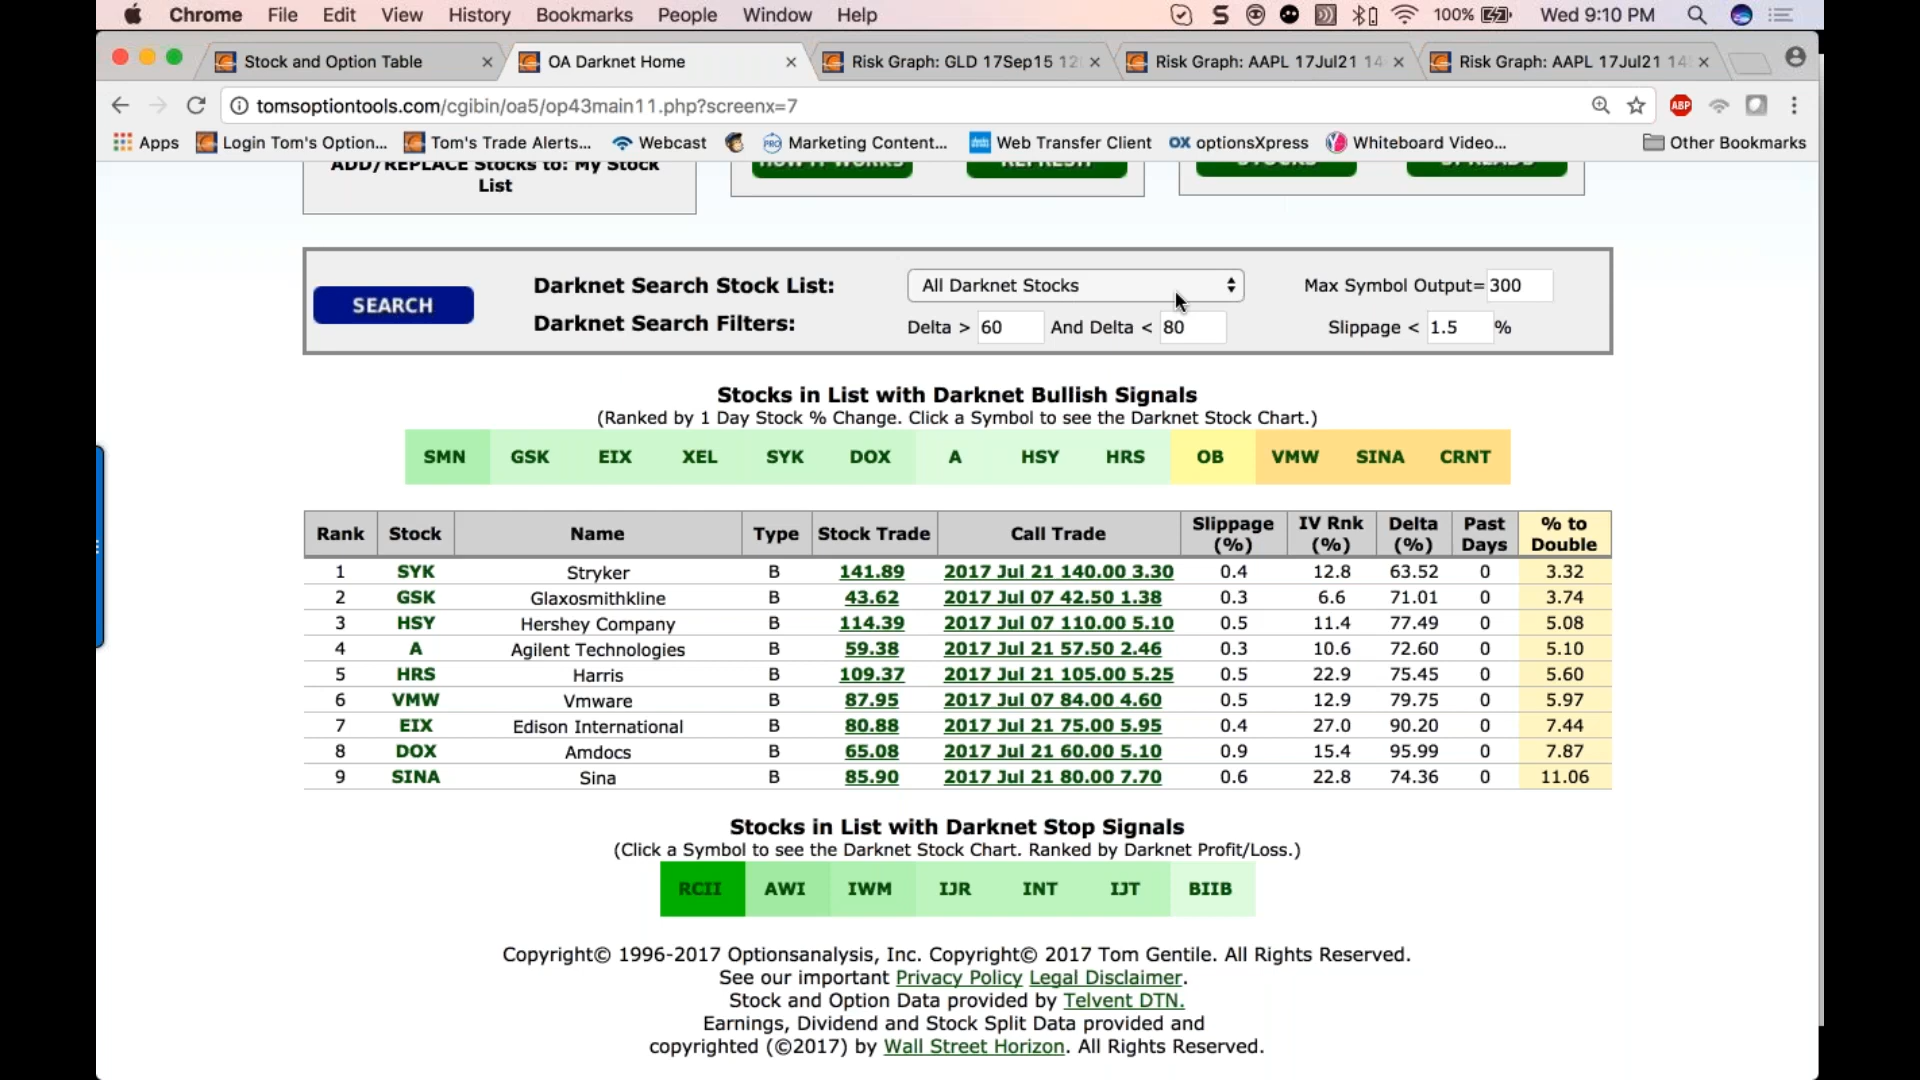 Chrome File Edit View History Bookmarks People Window Help 100% Wed 9:10 PM
Stock and Option Table OA Darknet Home Risk Graph: GLD 17Sep15 12 Risk Graph: AAPL 17Jul21 14 Risk Graph: AAPL 17Jul21 14
tomsoptiontools.com/cgibin/oa5/op43main11.php?screenx=7 ABP
Apps Login Tom's Option... Tom's Trade Alerts... Webcast Marketing Content... Web Transfer Client OX optionsXpress Whiteboard Video... Other Bookmarks
ADD/REPLACE Stocks to: My Stock
List
HOW IT WORKS REFRESH STOCKS SPREADS
SEARCH
Darknet Search Stock List: All Darknet Stocks Max Symbol Output= 300
Darknet Search Filters: Delta > 60 And Delta < 80 Slippage < 1.5 %
Stocks in List with Darknet Bullish Signals
(Ranked by 1 Day Stock % Change. Click a Symbol to see the Darknet Stock Chart.)
SMN GSK EIX XEL SYK DOX A HSY HRS OB VMW SINA CRNT
Rank Stock Name Type Stock Trade Call Trade Slippage (%) IV Rnk (%) Delta (%) Past Days % to Double
1 SYK Stryker B 141.89 2017 Jul 21 140.00 3.30 0.4 12.8 63.52 0 3.32
2 GSK Glaxosmithkline B 43.62 2017 Jul 07 42.50 1.38 0.3 6.6 71.01 0 3.74
3 HSY Hershey Company B 114.39 2017 Jul 07 110.00 5.10 0.5 11.4 77.49 0 5.08
4 A Agilent Technologies B 59.38 2017 Jul 21 57.50 2.46 0.3 10.6 72.60 0 5.10
5 HRS Harris B 109.37 2017 Jul 21 105.00 5.25 0.5 22.9 75.45 0 5.60
6 VMW Vmware B 87.95 2017 Jul 07 84.00 4.60 0.5 12.9 79.75 0 5.97
7 EIX Edison International B 80.88 2017 Jul 21 75.00 5.95 0.4 27.0 90.20 0 7.44
8 DOX Amdocs B 65.08 2017 Jul 21 60.00 5.10 0.9 15.4 95.99 0 7.87
9 SINA Sina B 85.90 2017 Jul 21 80.00 7.70 0.6 22.8 74.36 0 11.06
Stocks in List with Darknet Stop Signals
(Click a Symbol to see the Darknet Stock Chart. Ranked by Darknet Profit/Loss.)
RCII AWI IWM IJR INT IJT BIIB
Copyright© 1996-2017 Optionsanalysis, Inc. Copyright© 2017 Tom Gentile. All Rights Reserved.
See our important Privacy Policy Legal Disclaimer.
Stock and Option Data provided by Telvent DTN.
Earnings, Dividend and Stock Split Data provided and
copyrighted (©2017) by Wall Street Horizon. All Rights Reserved.